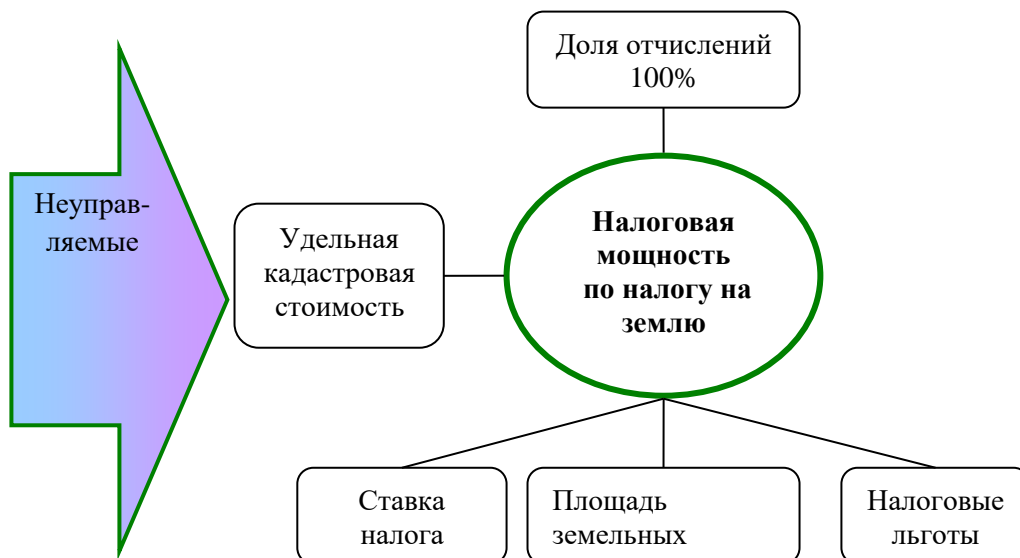 Доля отчислений
100%
Неуправ-
ляемые
Удельная
кадастровая
стоимость
Налоговая
мощность
по налогу на
землю
Ставка
налога
Площадь
земельных
Налоговые
льготы